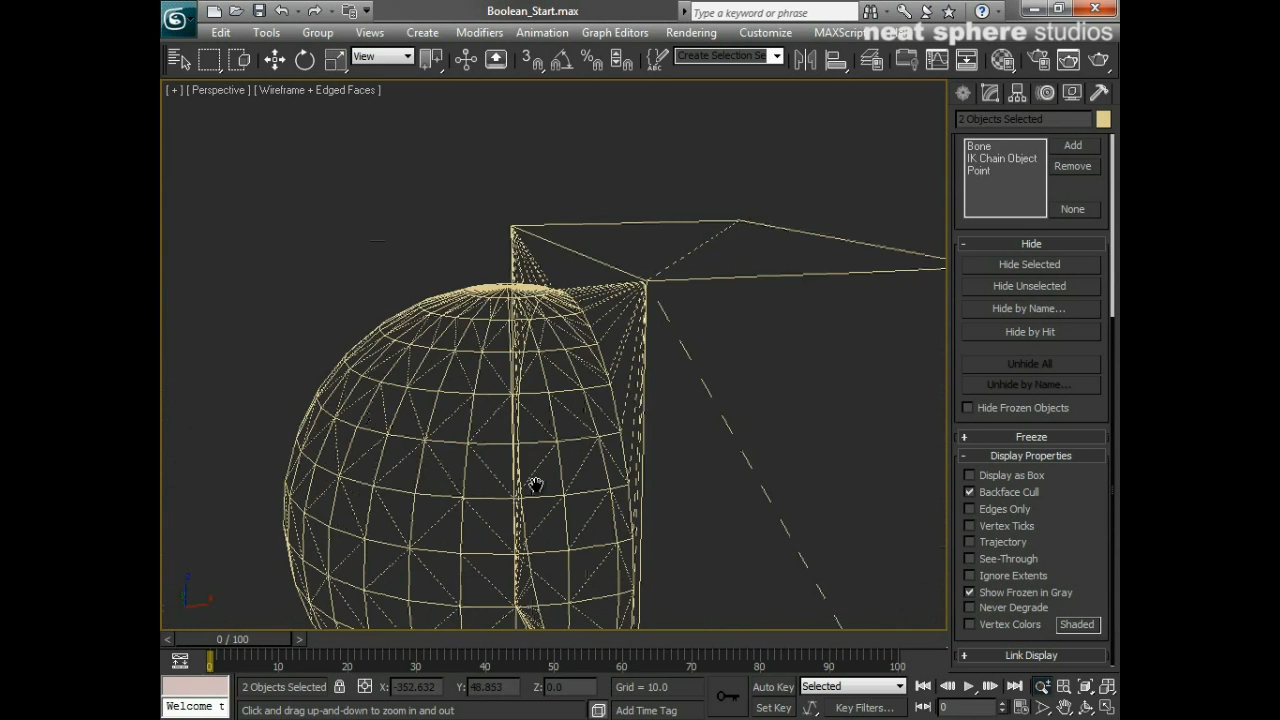 Boolean_Start.max
Type a keyword or phrase
Edit Tools Group Views Create Modifiers Animation Graph Editors Rendering Customize MAXScrip
neat sphere studios
View
Create Selection Se
[ + ] [ Perspective ] [ Wireframe + Edged Faces ]
2 Objects Selected
Bone
IK Chain Object
Point
Add
Remove
None
- Hide
Hide Selected
Hide Unselected
Hide by Name...
Hide by Hit
Unhide All
Unhide by Name...
Hide Frozen Objects
+ Freeze
- Display Properties
Display as Box
Backface Cull
Edges Only
Vertex Ticks
Trajectory
See-Through
Ignore Extents
Show Frozen in Gray
Never Degrade
Vertex Colors Shaded
+ Link Display
< 0 / 100 >
0 10 20 30 40 50 60 70 80 90 100
2 Objects Selected X: -352.632 Y: 48.853 Z: 0.0 Grid = 10.0 Auto Key Selected
Welcome t Click and drag up-and-down to zoom in and out Add Time Tag Set Key Key Filters... 0